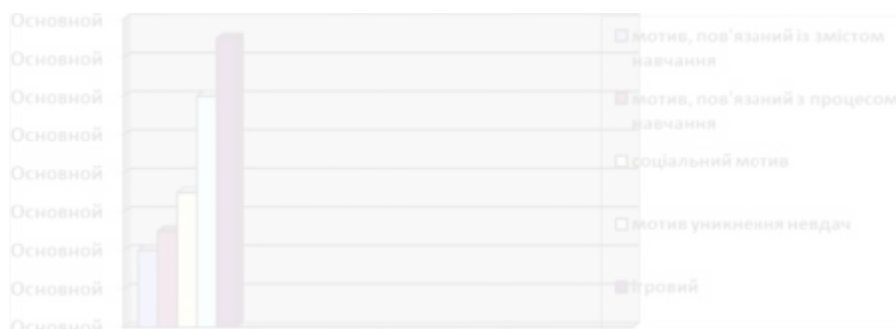 Основной
Основной
Основной
Основной
Основной
Основной
Основной
Основной
Основной
мотив, пов'язаний із змістом
навчання
мотив, пов'язаний з процесом
навчання
соціальний мотив
мотив уникнення невдач
ігровий